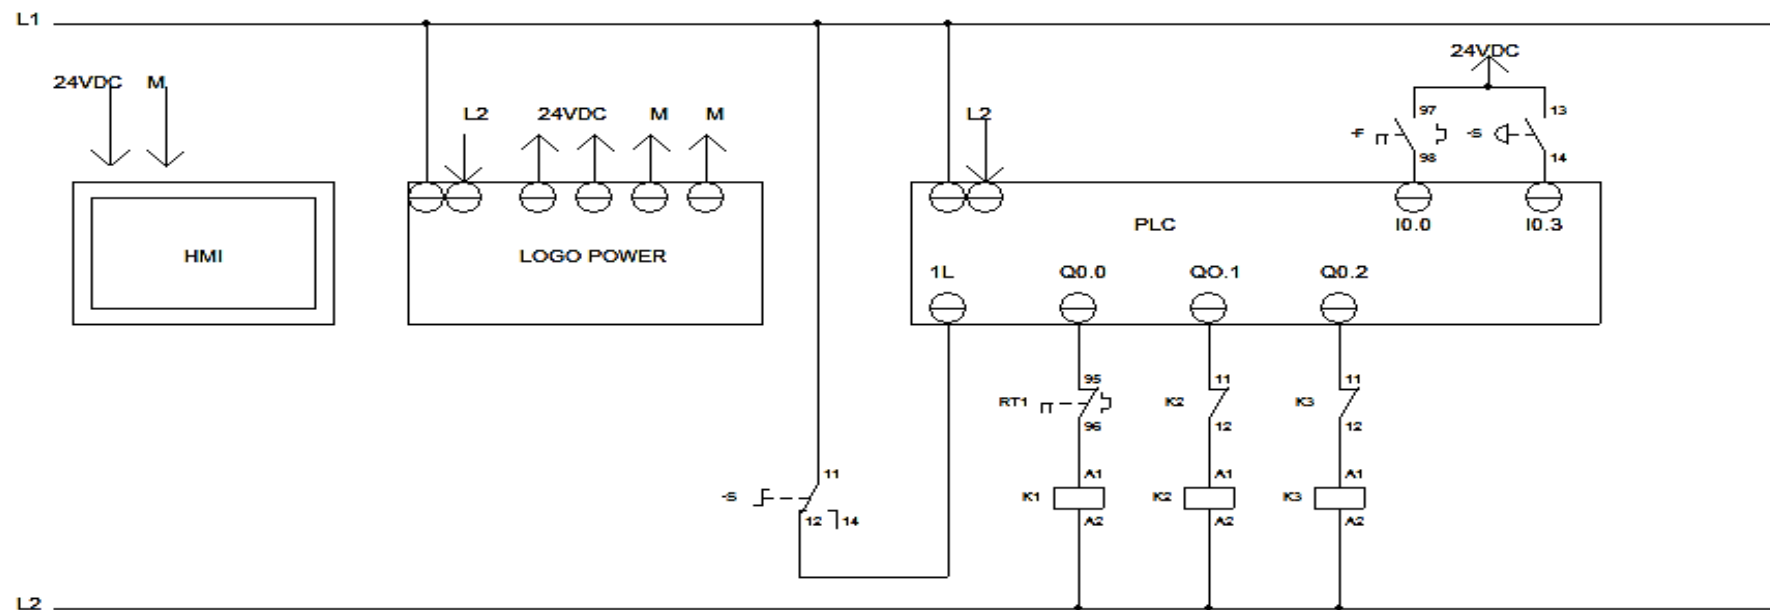 L1
24VDC M
L2 24VDC M M
L2
24VDC
97
-F
98
-S
13
14
HMI
LOGO POWER
PLC
I0.0
I0.3
1L
Q0.0
QO.1
Q0.2
95
RT1
96
K2
11
12
K3
11
12
-S
11
12
14
K1
A1
A2
K2
A1
A2
K3
A1
A2
L2